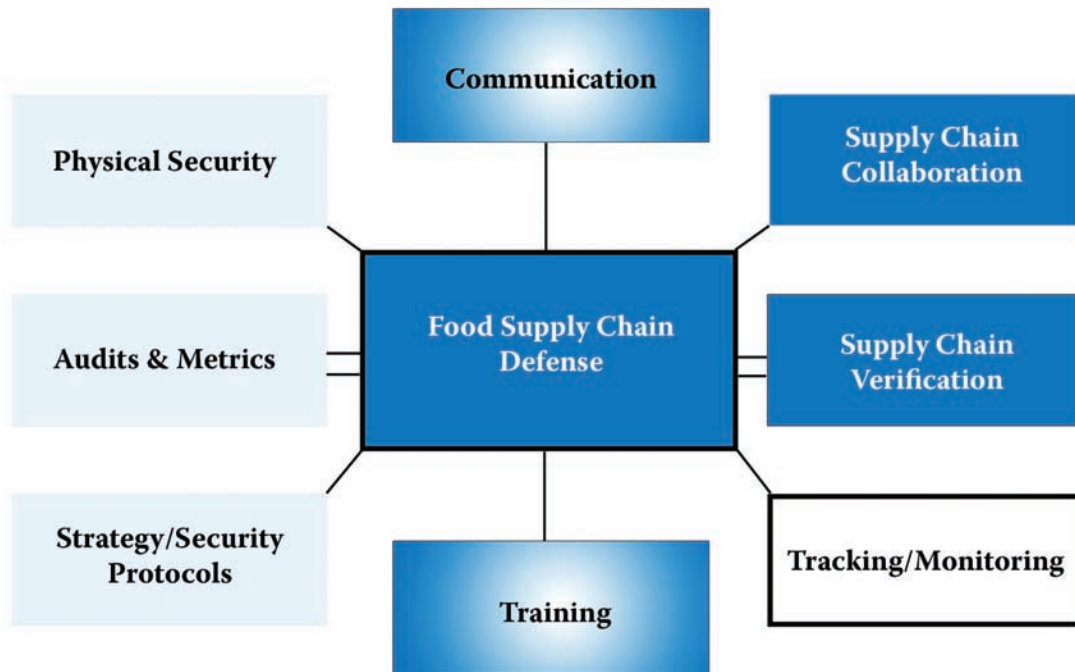 Communication
Physical Security
Supply Chain
Collaboration
Audits & Metrics
Food Supply Chain
Defense
Supply Chain
Verification
Strategy/Security
Protocols
Training
Tracking/Monitoring